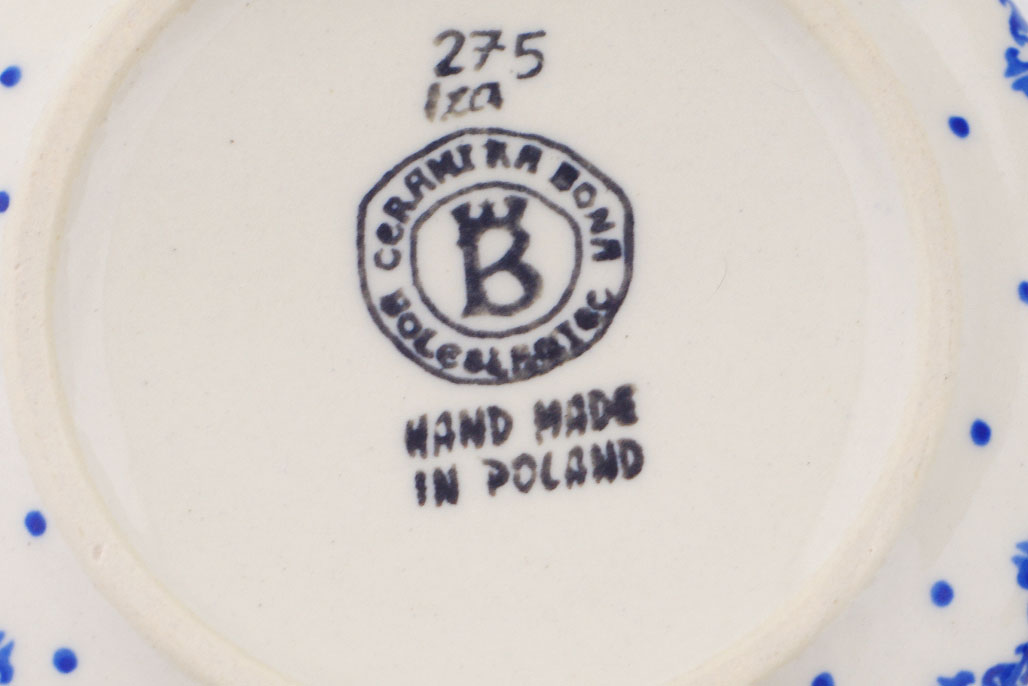 275
Iza
CERAMIKA BONA
B
BOLESŁAWIEC
HAND MADE
IN POLAND